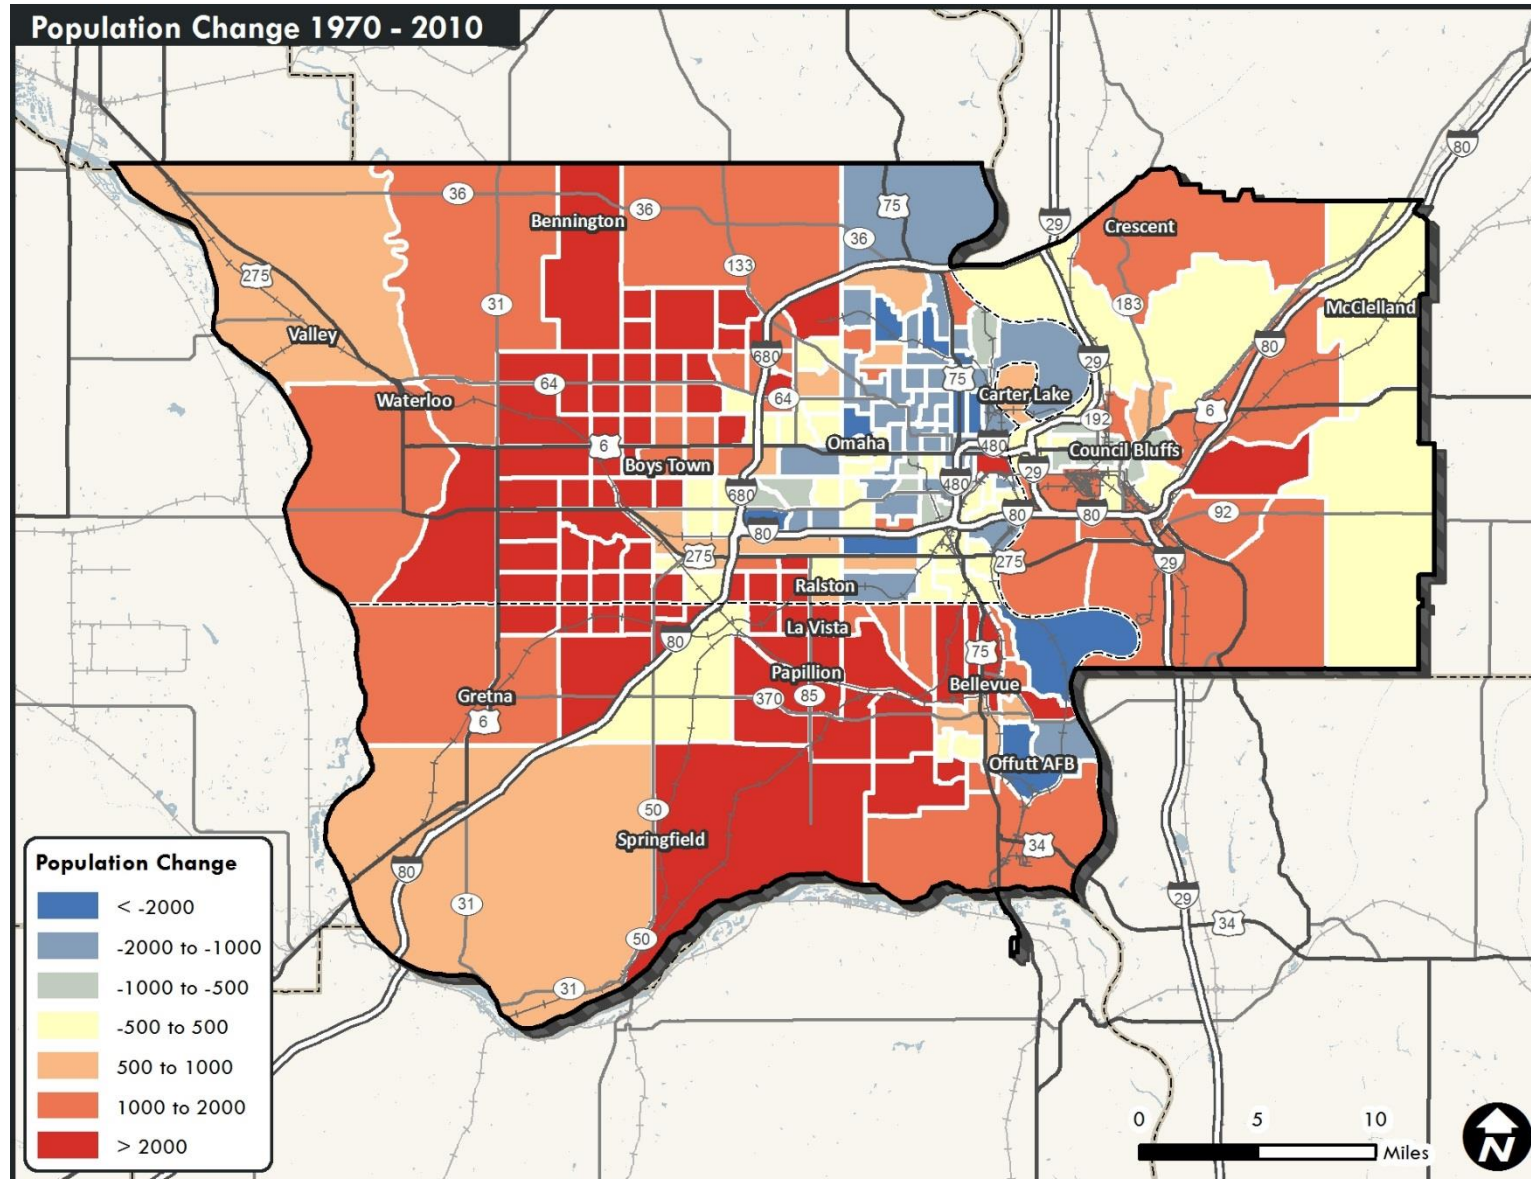 Population Change 1970 - 2010
80
29
36
Bennington
36
75
Crescent
36
133
275
31
183
McClelland
Valley
80
680
29
75
64
Carter Lake
Waterloo
64
192
6
6
Omaha
480
Council Bluffs
Boys Town
29
680
480
80
80
80
92
275
275
29
Ralston
La Vista
80
75
Papillion
Bellevue
Gretna
370
85
6
Offutt AFB
50
Springfield
34
80
31
29
34
50
31
Population Change
< -2000
-2000 to -1000
-1000 to -500
-500 to 500
500 to 1000
1000 to 2000
> 2000
0 5 10
Miles
N